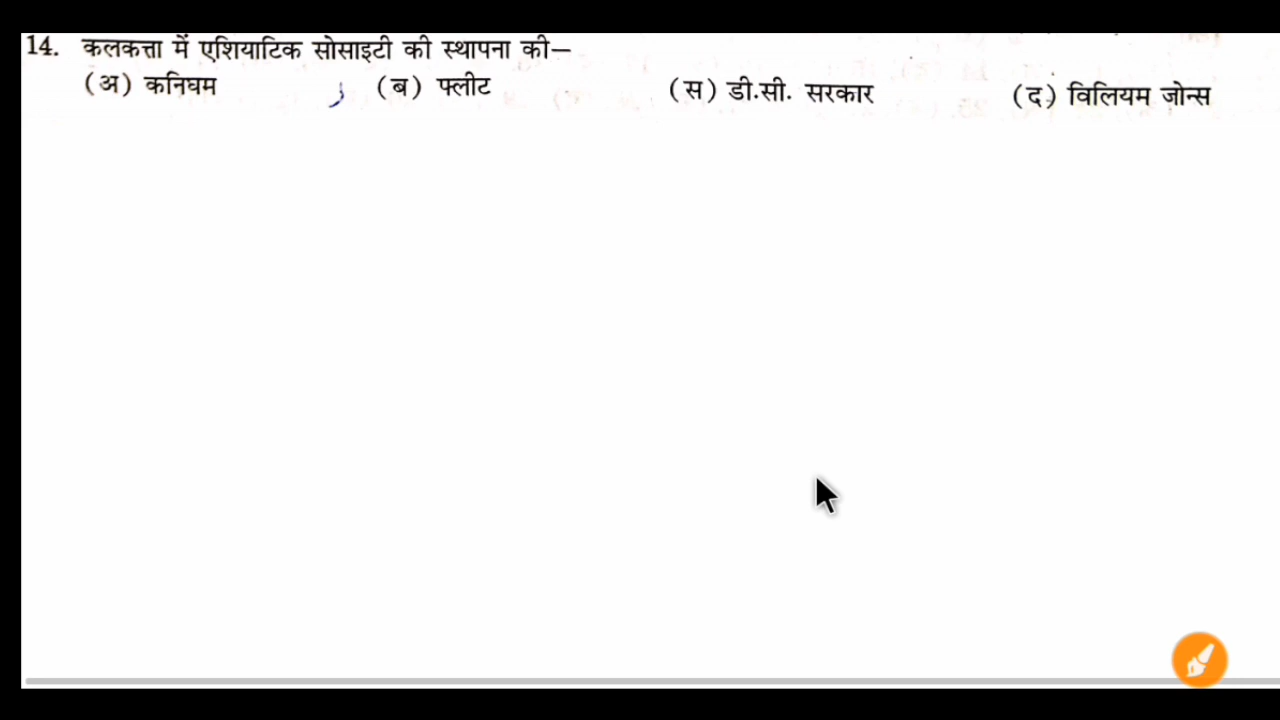 14. कलकत्ता में एशियाटिक सोसाइटी की स्थापना की—
(अ) कनिघम (ब) फ्लीट (स) डी.सी. सरकार (द) विलियम जोन्स